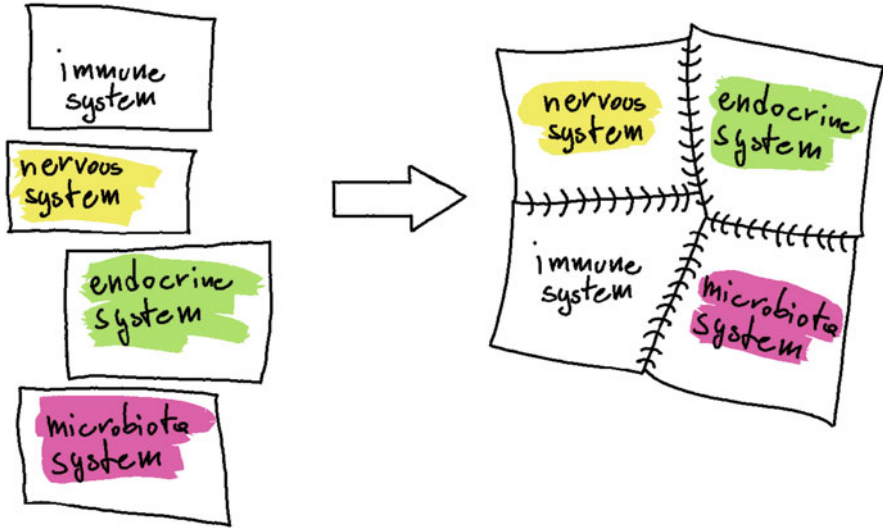 immune
system
nervous
system
endocrine
system
microbiota
system
nervous
system
endocrine
system
immune
system
microbiota
system